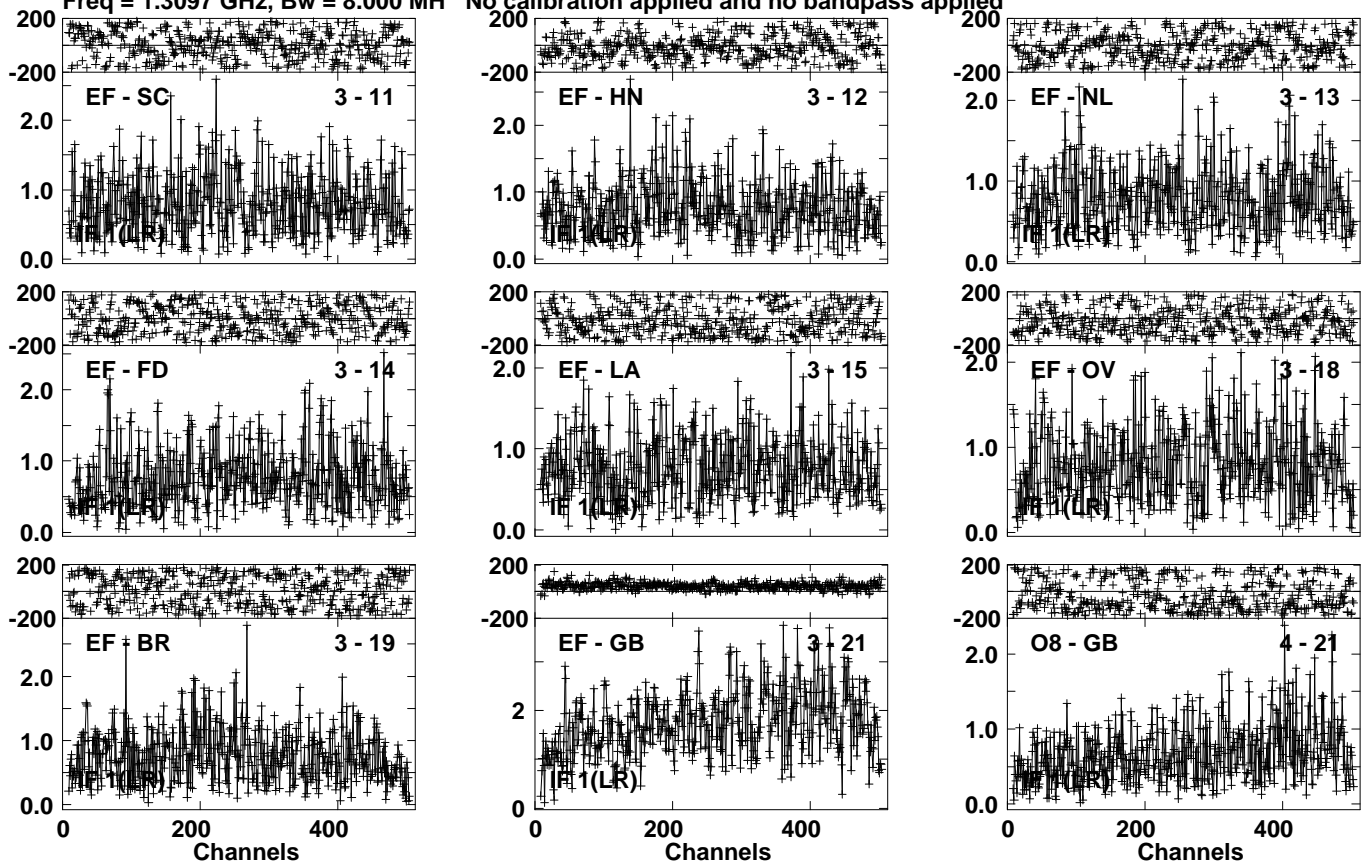 Freq = 1.3097 GHz, Bw = 8.000 MH No calibration applied and no bandpass applied
200 200 200
-200 -200 -200
EF - SC 3 - 11 EF - HN 3 - 12 EF - NL 3 - 13
2.0 2.0 2.0
1.0 1.0 1.0
IF 1(LR) IF 1(LR) IF 1(LR)
0.0 0.0 0.0
200 200 200
-200 -200 -200
EF - FD 3 - 14 EF - LA 3 - 15 EF - OV 3 - 18
2.0 2.0 2.0
1.0 1.0 1.0
IF 1(LR) IF 1(LR) IF 1(LR)
0.0 0.0 0.0
200 200 200
-200 -200 -200
EF - BR 3 - 19 EF - GB 3 - 21 O8 - GB 4 - 21
2.0 2 2.0
1.0 1.0
IF 1(LR) IF 1(LR) IF 1(LR)
0.0 0 0.0
0 200 400 200 400 0 200 400
Channels Channels Channels